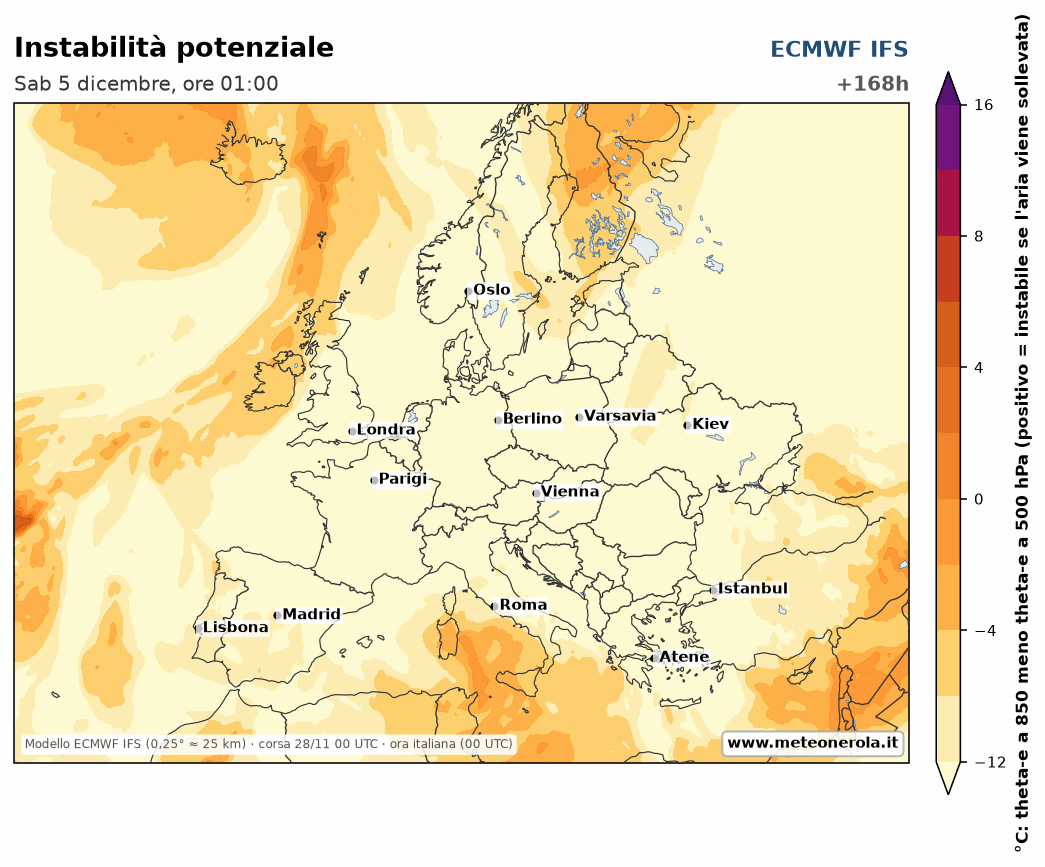 Instabilità potenziale
ECMWF IFS
Sab 5 dicembre, ore 01:00
+168h
Oslo
Londra
Berlino
Varsavia
Kiev
Parigi
Vienna
Istanbul
Roma
Madrid
Lisbona
Atene
Modello ECMWF IFS (0,25° ≈ 25 km) · corsa 28/11 00 UTC · ora italiana (00 UTC)
www.meteonerola.it
16
8
4
0
−4
−12
°C: theta-e a 850 meno theta-e a 500 hPa (positivo = instabile se l'aria viene sollevata)